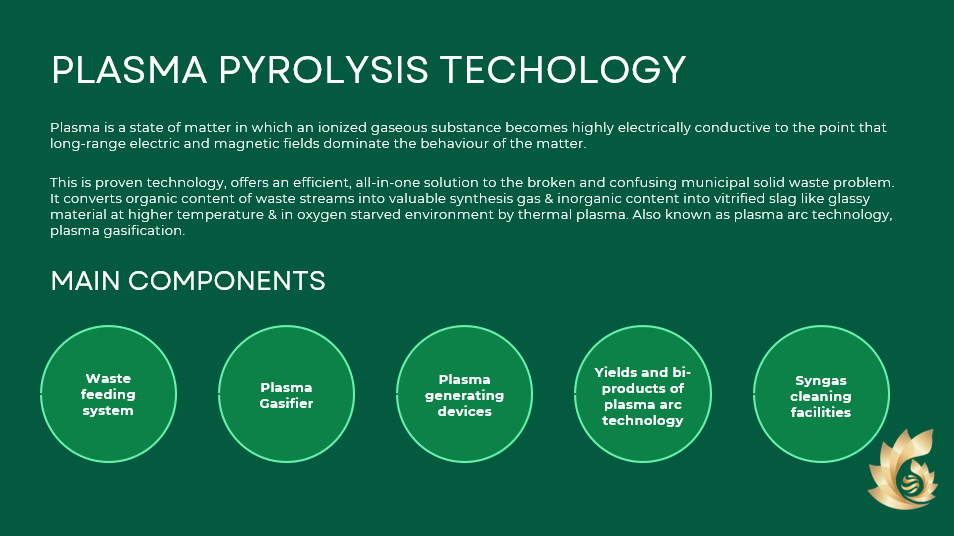 PLASMA PYROLYSIS TECHOLOGY
Plasma is a state of matter in which an ionized gaseous substance becomes highly electrically conductive to the point that
long-range electric and magnetic fields dominate the behaviour of the matter.
This is proven technology, offers an efficient, all-in-one solution to the broken and confusing municipal solid waste problem.
It converts organic content of waste streams into valuable synthesis gas & inorganic content into vitrified slag like glassy
material at higher temperature & in oxygen starved environment by thermal plasma. Also known as plasma arc technology,
plasma gasification.
MAIN COMPONENTS
Waste
feeding
system
Plasma
Gasifier
Plasma
generating
devices
Yields and bi-
products of
plasma arc
technology
Syngas
cleaning
facilities